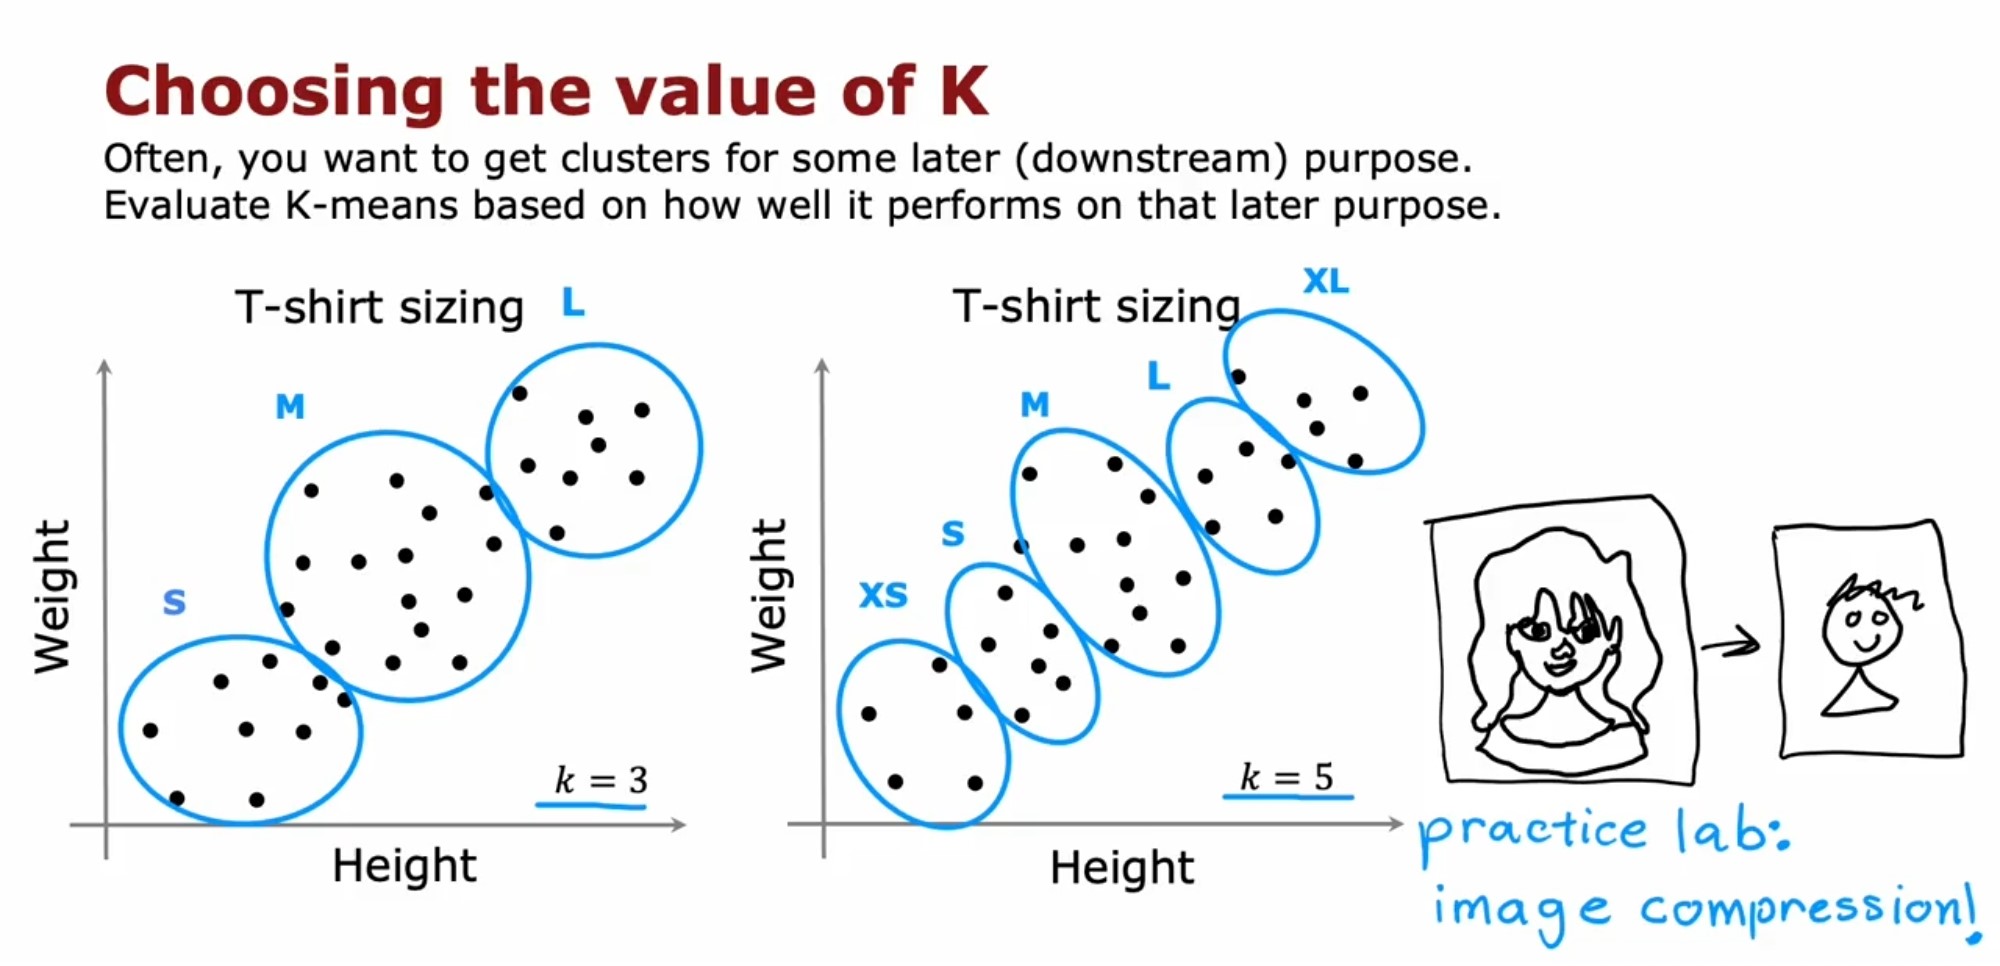 Choosing the value of K
Often, you want to get clusters for some later (downstream) purpose.
Evaluate K-means based on how well it performs on that later purpose.
T-shirt sizing
L
M
S
Weight
k = 3
Height
T-shirt sizing
XL
L
M
S
XS
Weight
k = 5
Height
practice lab:
image compression!